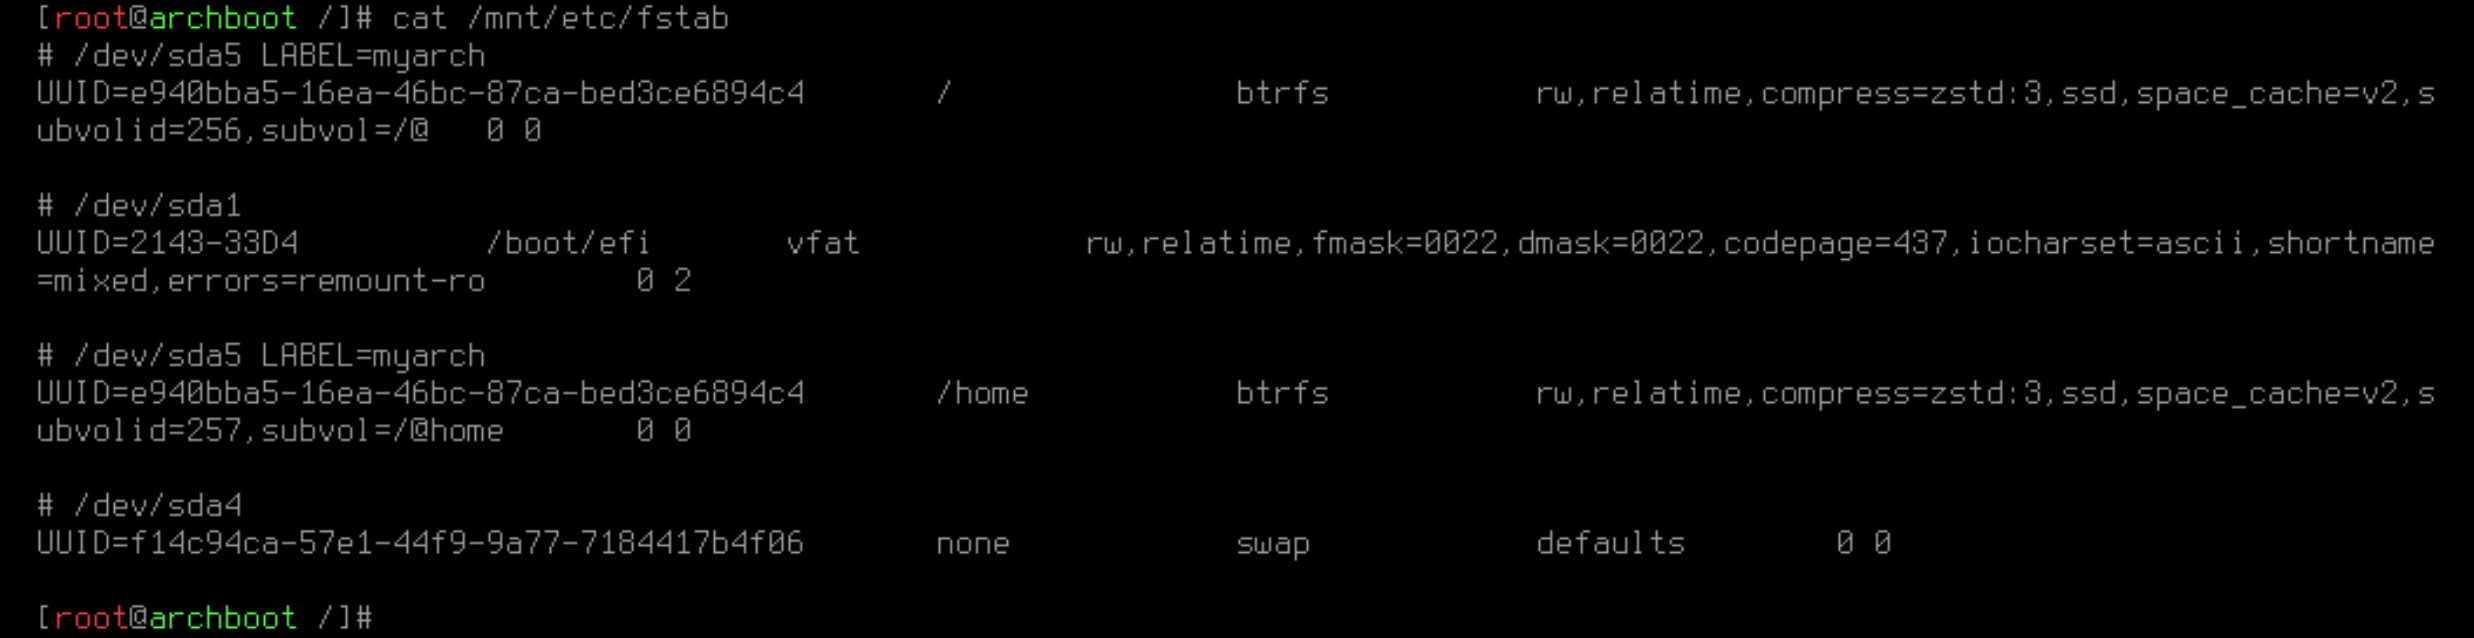 [root@archboot /]# cat /mnt/etc/fstab
# /dev/sda5 LABEL=myarch
UUID=e940bba5-16ea-46bc-87ca-bed3ce6894c4       /               btrfs           rw,relatime,compress=zstd:3,ssd,space_cache=v2,s
ubvolid=256,subvol=/@   0 0
# /dev/sda1
UUID=2143-33D4          /boot/efi       vfat            rw,relatime,fmask=0022,dmask=0022,codepage=437,iocharset=ascii,shortname
=mixed,errors=remount-ro        0 2
# /dev/sda5 LABEL=myarch
UUID=e940bba5-16ea-46bc-87ca-bed3ce6894c4       /home           btrfs           rw,relatime,compress=zstd:3,ssd,space_cache=v2,s
ubvolid=257,subvol=/@home       0 0
# /dev/sda4
UUID=f14c94ca-57e1-44f9-9a77-7184417b4f06       none            swap            defaults        0 0
[root@archboot /]#